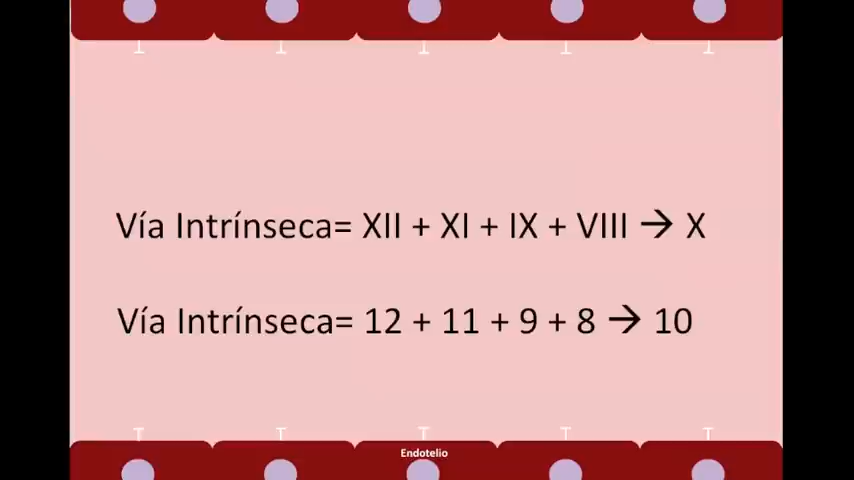 Vía Intrínseca= XII + XI + IX + VIII → X
Vía Intrínseca= 12 + 11 + 9 + 8 → 10
Endotelio